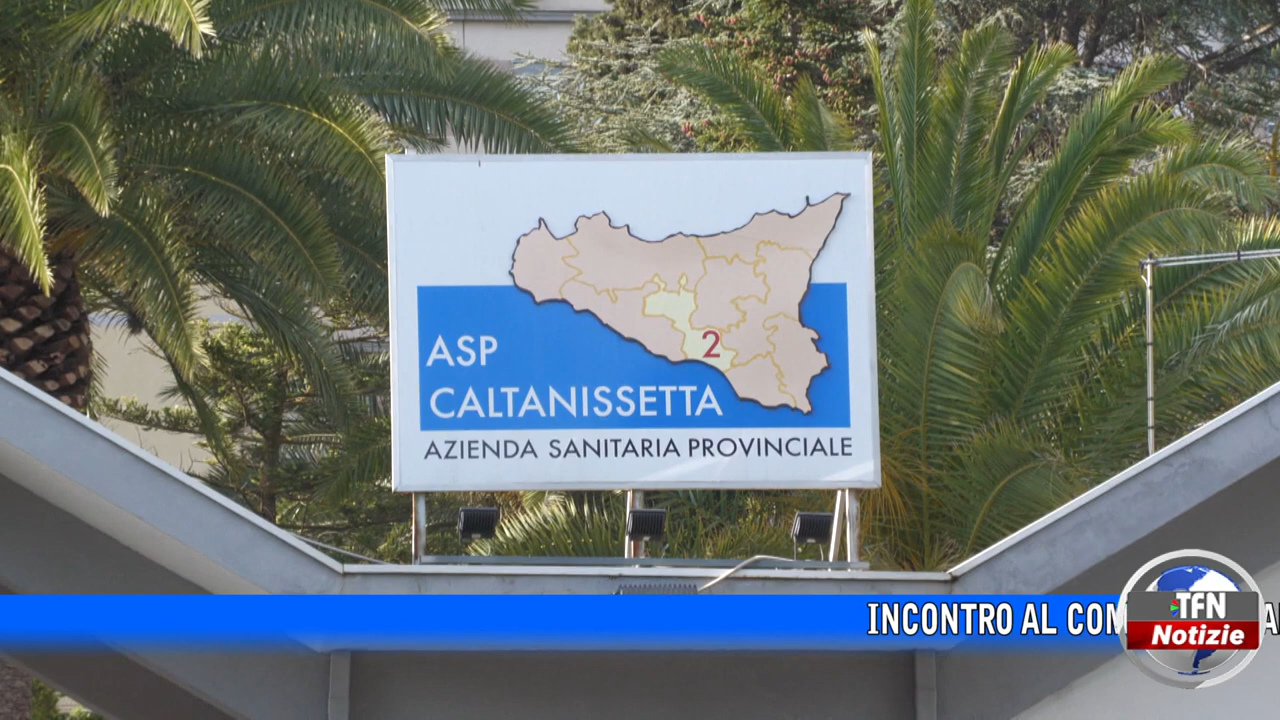 2
ASP
CALTANISSETTA
AZIENDA SANITARIA PROVINCIALE
INCONTRO AL
TFN
Notizie